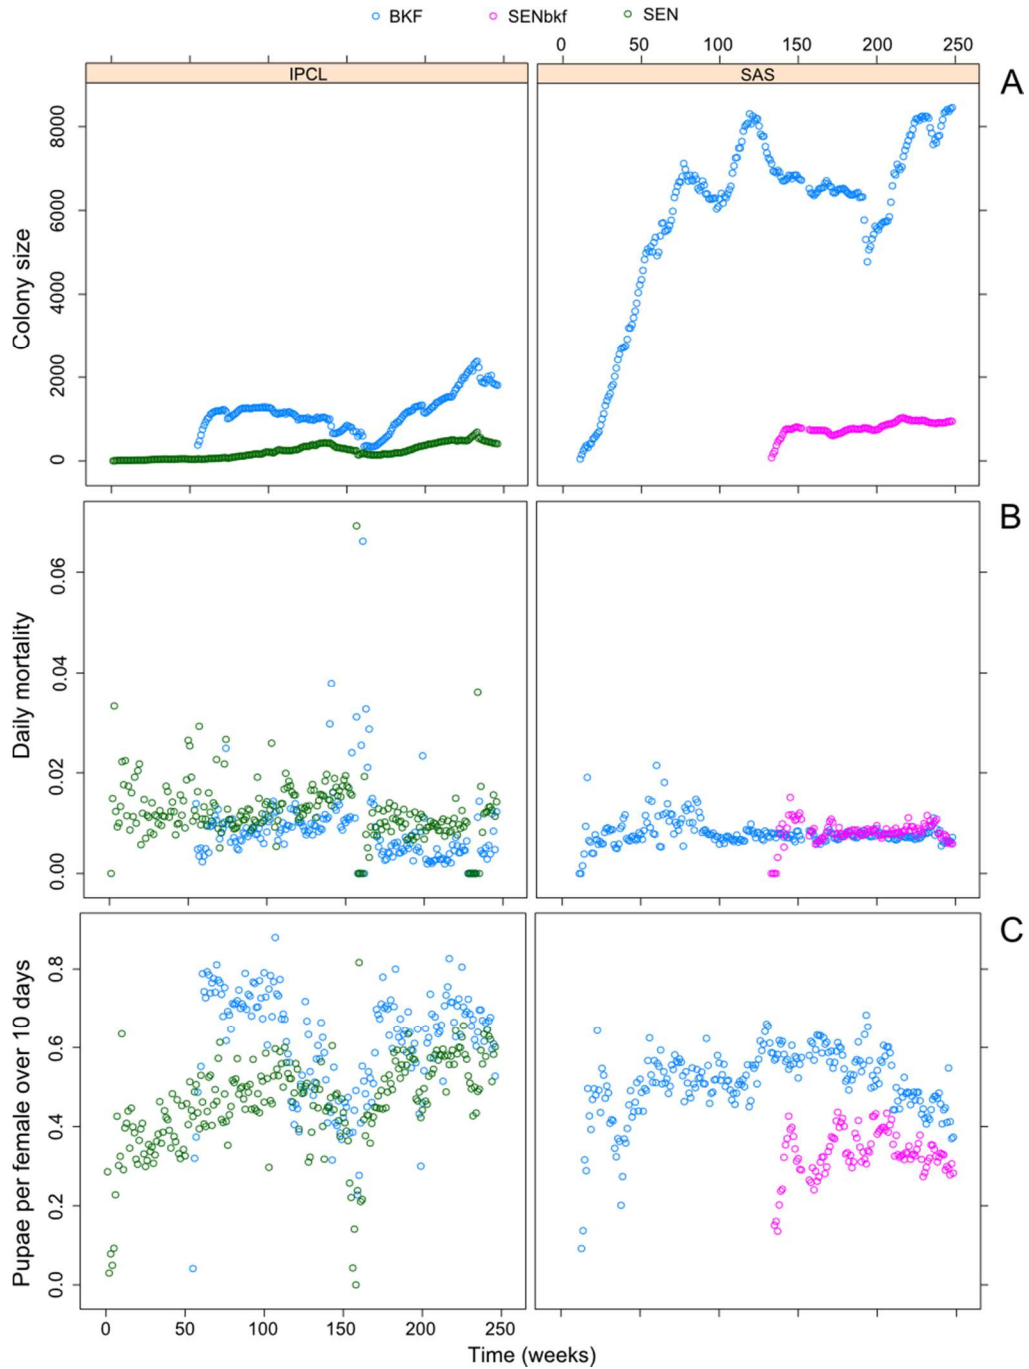 BKF SENbkf SEN
0 50 100 150 200 250
IPCL SAS
A
Colony size
8000
6000
4000
2000
0
B
Daily mortality
0.06
0.04
0.02
0.00
C
Pupae per female over 10 days
0.8
0.6
0.4
0.2
0.0
0 50 100 150 200 250
Time (weeks)